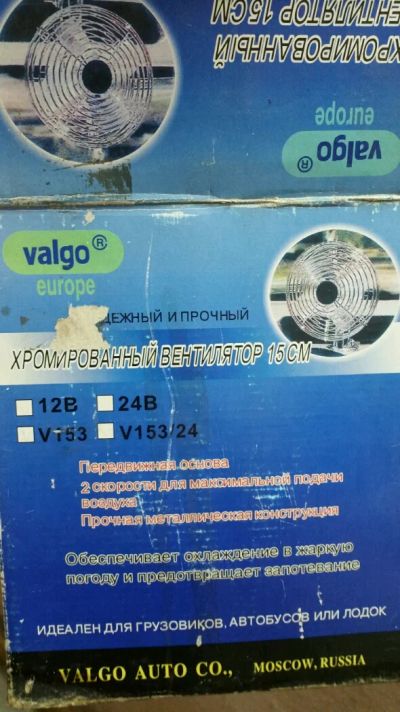 ХРОМИРОВАННЫЙ
ВЕНТИЛЯТОР 15 СМ
valgo®
europe
valgo®
europe
И ПРОЧНЫЙ
ХРОМИРОВАННЫЙ ВЕНТИЛЯТОР 15 СМ
12В 24В
V153 V153/24
Передвижная основа
2 скорости для максимальной подачи
воздуха
Прочная металлическая конструкция
Обеспечивает охлаждение в жаркую
погоду и предотвращает запотевание
ИДЕАЛЕН ДЛЯ ГРУЗОВИКОВ, АВТОБУСОВ ИЛИ ЛОДОК
VALGO AUTO CO., MOSCOW, RUSSIA